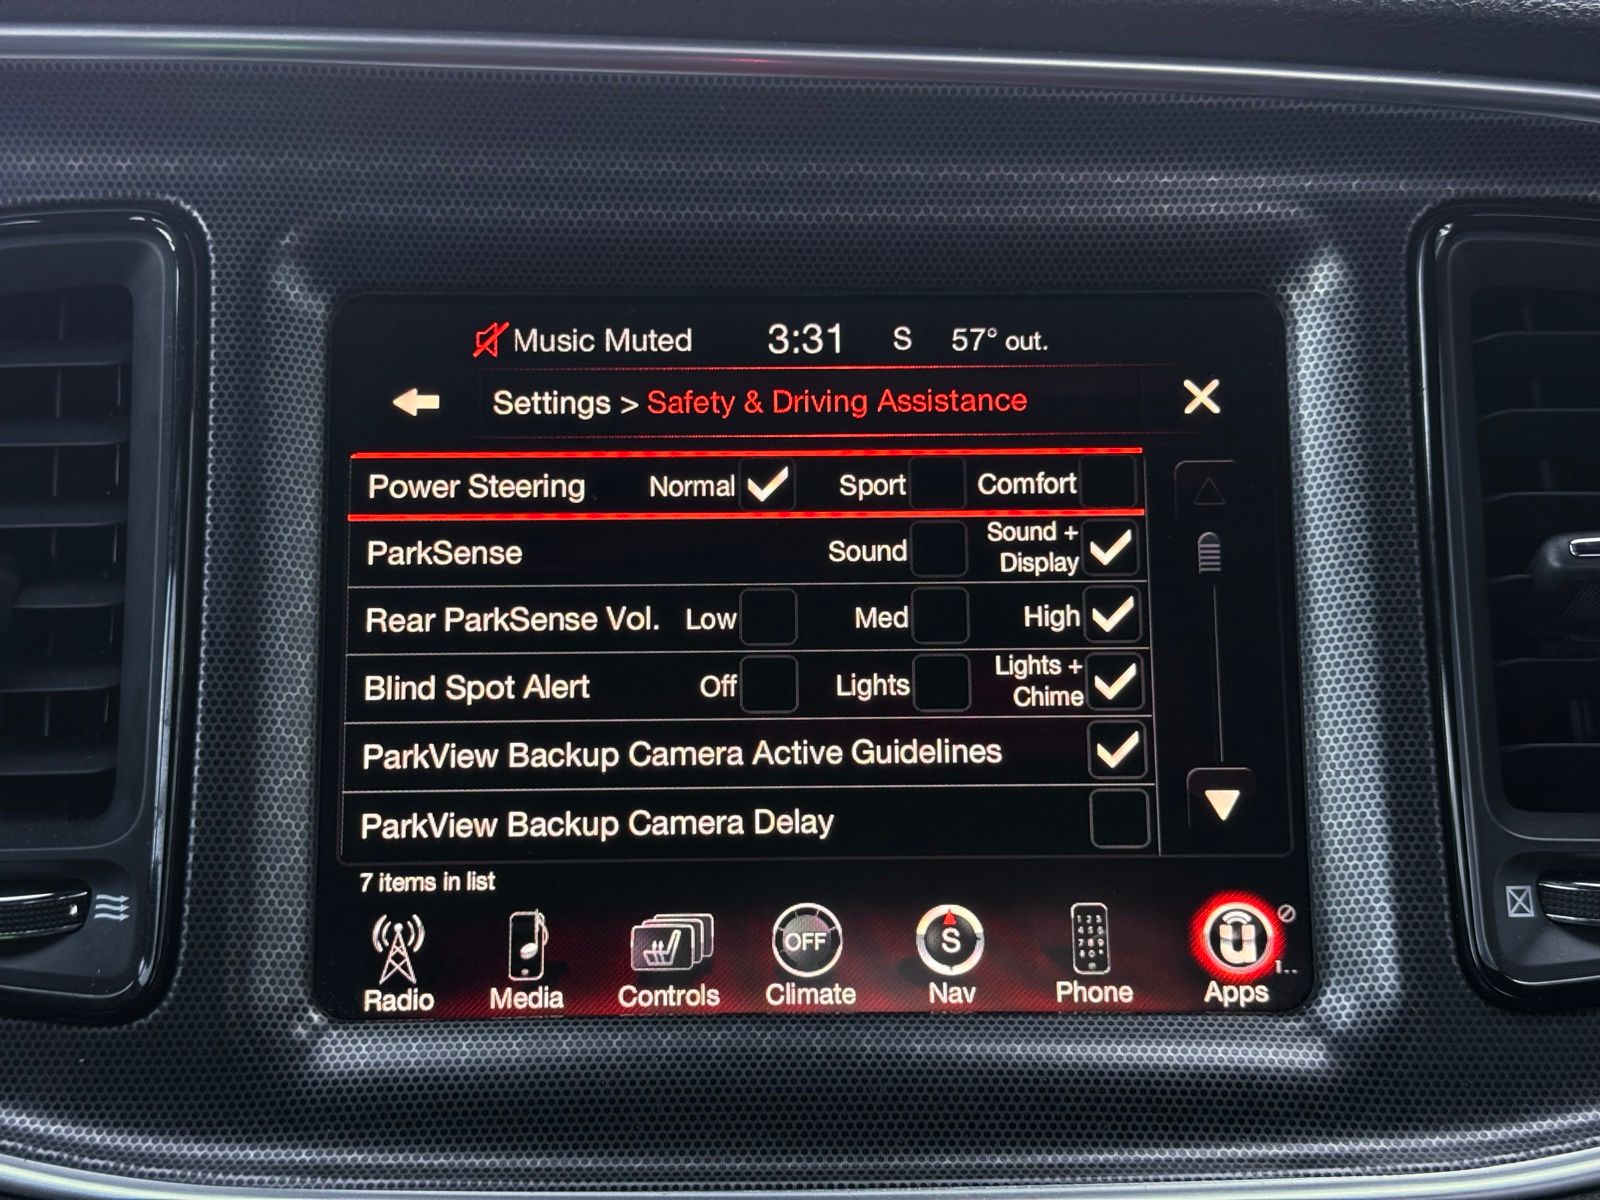 Music Muted 3:31 S 57° out.
Settings > Safety & Driving Assistance
Power Steering Normal Sport Comfort
ParkSense Sound Sound +
Display
Rear ParkSense Vol. Low Med High
Blind Spot Alert Off Lights Lights +
Chime
ParkView Backup Camera Active Guidelines
ParkView Backup Camera Delay
7 items in list
OFF S
Radio Media Controls Climate Nav Phone Apps